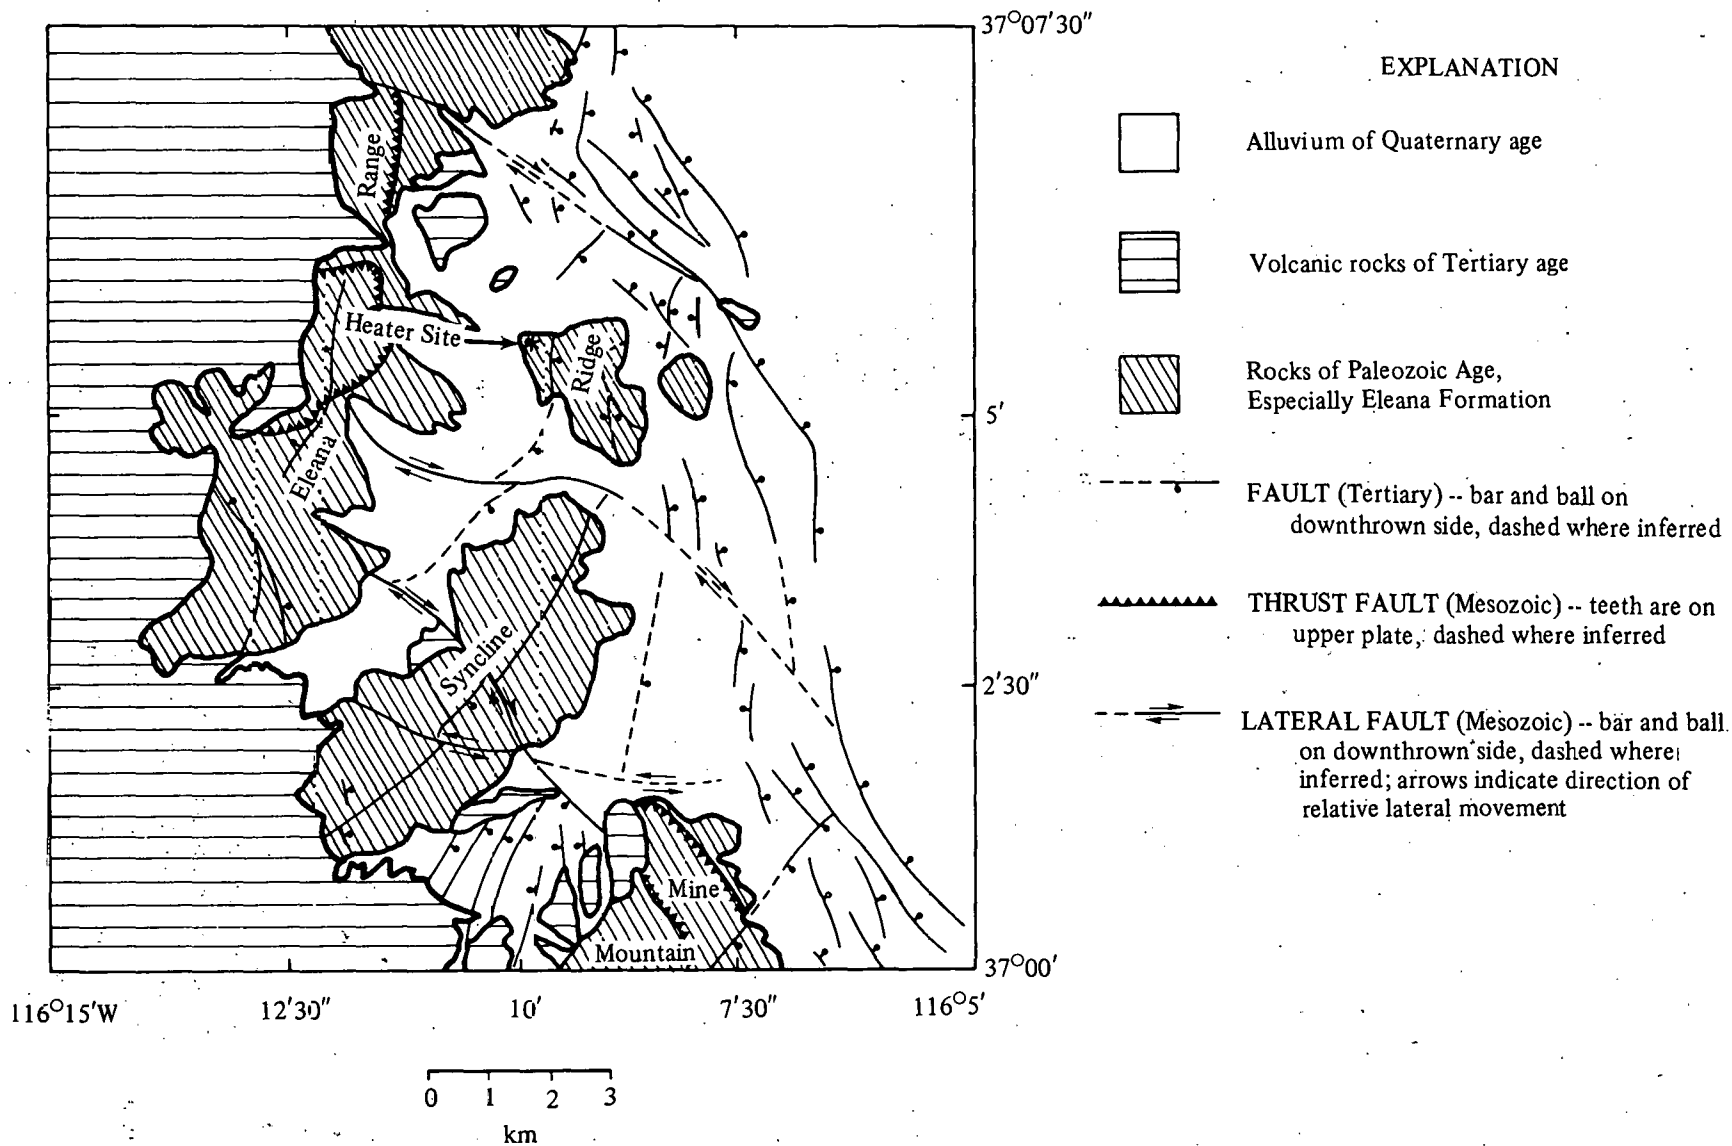 37°07'30"
Range
Heater Site
Ridge
5'
Eleana
Syncline
2'30"
Mine
Mountain
37°00'
116°15'W
12'30"
10'
7'30"
116°5'
0 1 2 3
km
EXPLANATION
Alluvium of Quaternary age
Volcanic rocks of Tertiary age
Rocks of Paleozoic Age,
Especially Eleana Formation
FAULT (Tertiary) -- bar and ball on
downthrown side, dashed where inferred
THRUST FAULT (Mesozoic) -- teeth are on
upper plate, dashed where inferred
LATERAL FAULT (Mesozoic) -- bar and ball
on downthrown side, dashed where
inferred; arrows indicate direction of
relative lateral movement